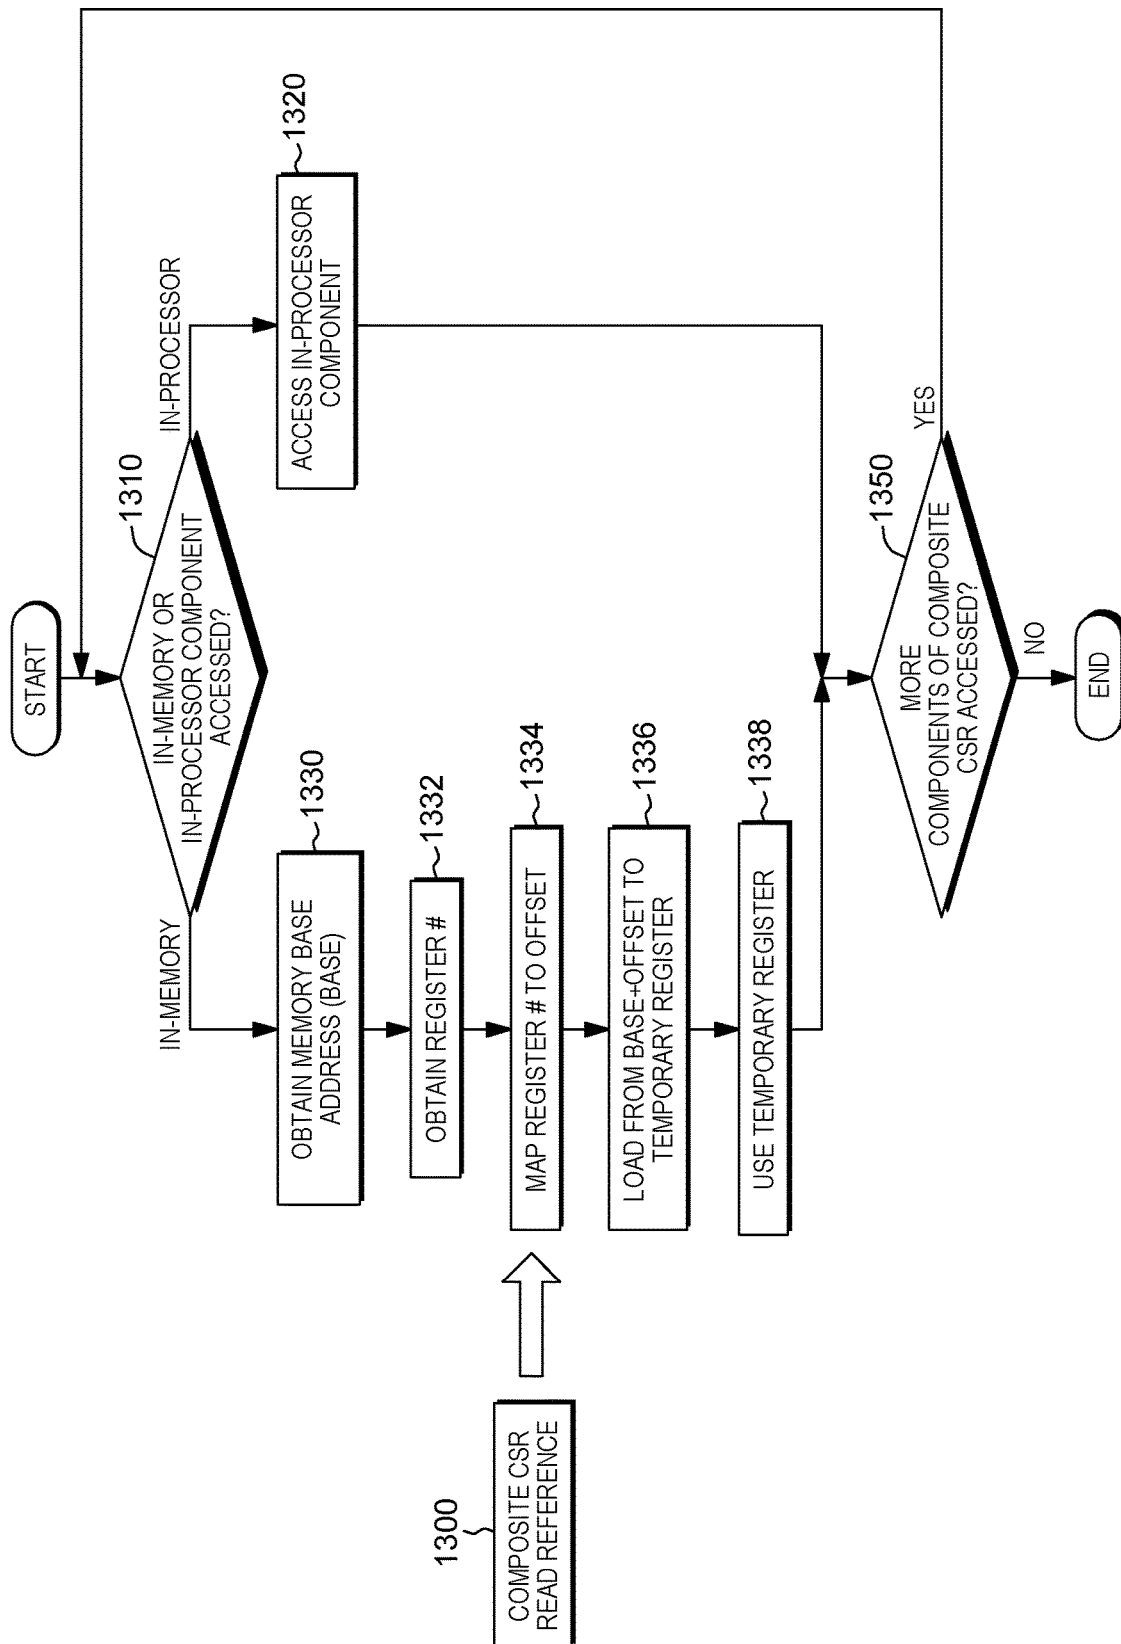 START
1310
IN-MEMORY OR
IN-PROCESSOR COMPONENT
ACCESSED?
IN-PROCESSOR
1320
ACCESS IN-PROCESSOR
COMPONENT
IN-MEMORY
1330
OBTAIN MEMORY BASE
ADDRESS (BASE)
1332
OBTAIN REGISTER #
1334
MAP REGISTER # TO OFFSET
1336
LOAD FROM BASE+OFFSET TO
TEMPORARY REGISTER
1338
USE TEMPORARY REGISTER
1300
COMPOSITE CSR
READ REFERENCE
1350
MORE
COMPONENTS OF COMPOSITE
CSR ACCESSED?
YES
NO
END